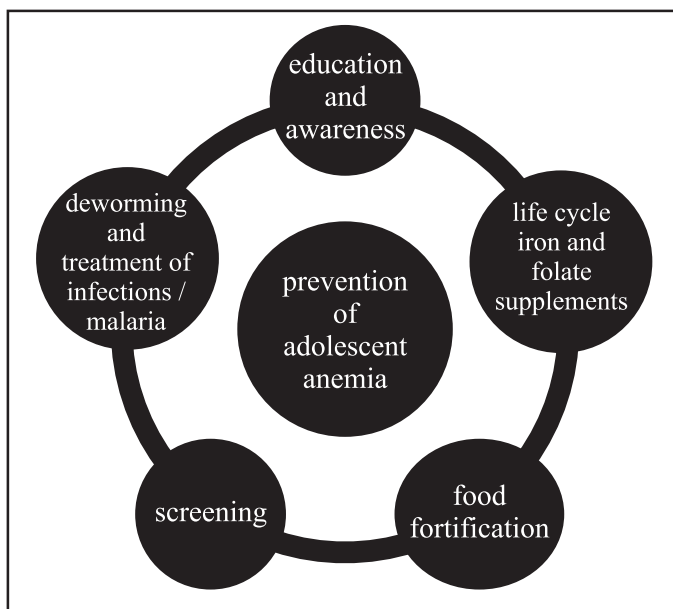 education
and
awareness
life cycle
iron and
folate
supplements
food
fortification
screening
deworming
and
treatment of
infections /
malaria
prevention
of
adolescent
anemia